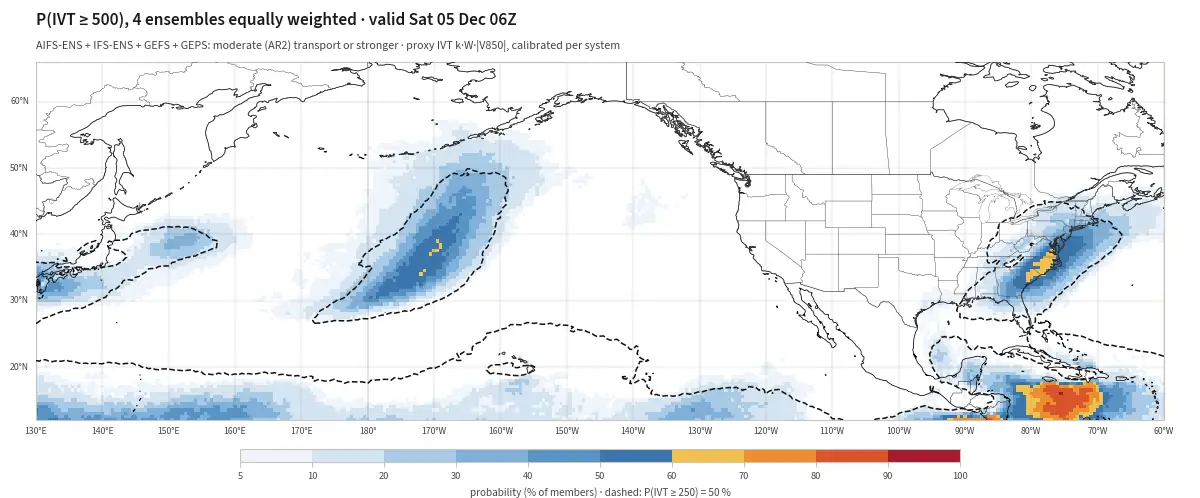 P(IVT ≥ 500), 4 ensembles equally weighted · valid Sat 05 Dec 06Z
AIFS-ENS + IFS-ENS + GEFS + GEPS: moderate (AR2) transport or stronger · proxy IVT k·W·|V850|, calibrated per system
60°N
50°N
40°N
30°N
20°N
130°E 140°E 150°E 160°E 170°E 180° 170°W 160°W 150°W 140°W 130°W 120°W 110°W 100°W 90°W 80°W 70°W 60°W
5 10 20 30 40 50 60 70 80 90 100
probability (% of members) · dashed: P(IVT ≥ 250) = 50 %